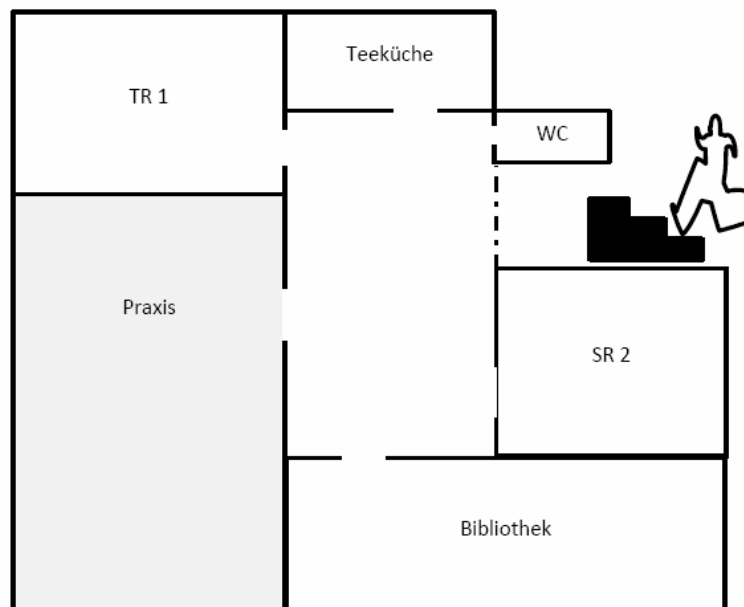 Teeküche
TR 1
WC
Praxis
SR 2
Bibliothek